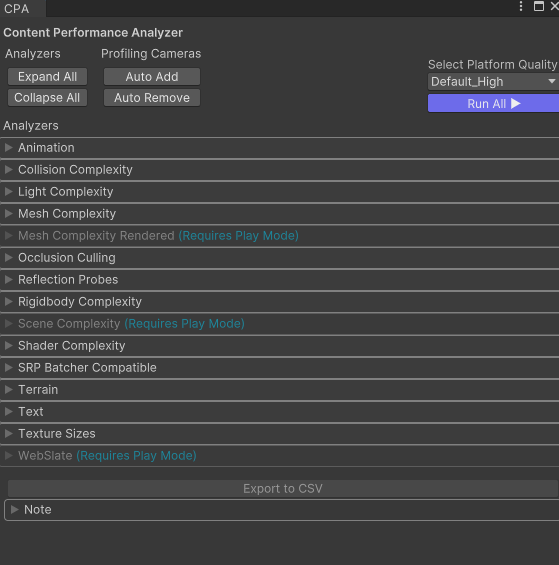 CPA
Content Performance Analyzer
Analyzers
Profiling Cameras
Expand All
Auto Add
Collapse All
Auto Remove
Select Platform Quality
Default_High
Run All
Analyzers
Animation
Collision Complexity
Light Complexity
Mesh Complexity
Mesh Complexity Rendered (Requires Play Mode)
Occlusion Culling
Reflection Probes
Rigidbody Complexity
Scene Complexity (Requires Play Mode)
Shader Complexity
SRP Batcher Compatible
Terrain
Text
Texture Sizes
WebSlate (Requires Play Mode)
Export to CSV
Note